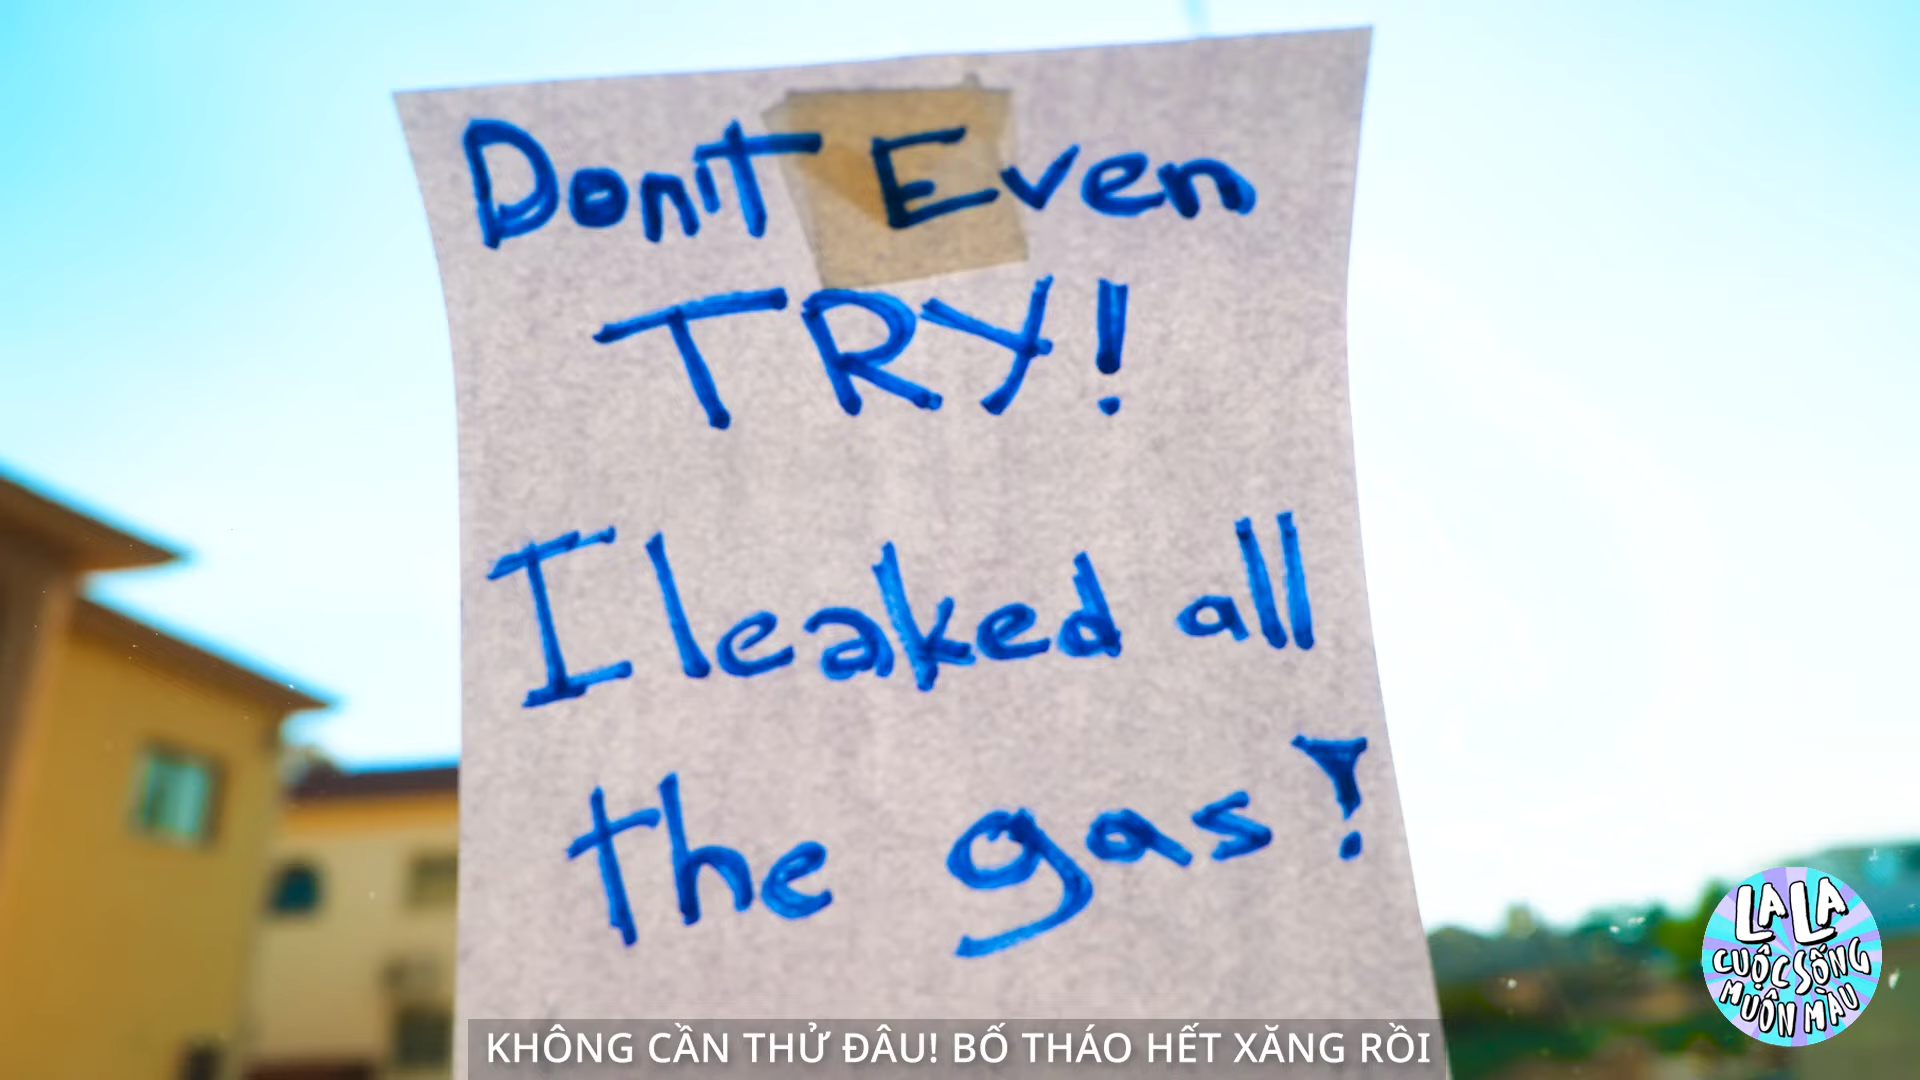 Don't Even
TRY!
I leaked all
the gas!
KHÔNG CẦN THỬ ĐÂU! BỐ THÁO HẾT XĂNG RỒI
LA LA
CUỘC SỐNG
MUÔN MÀU